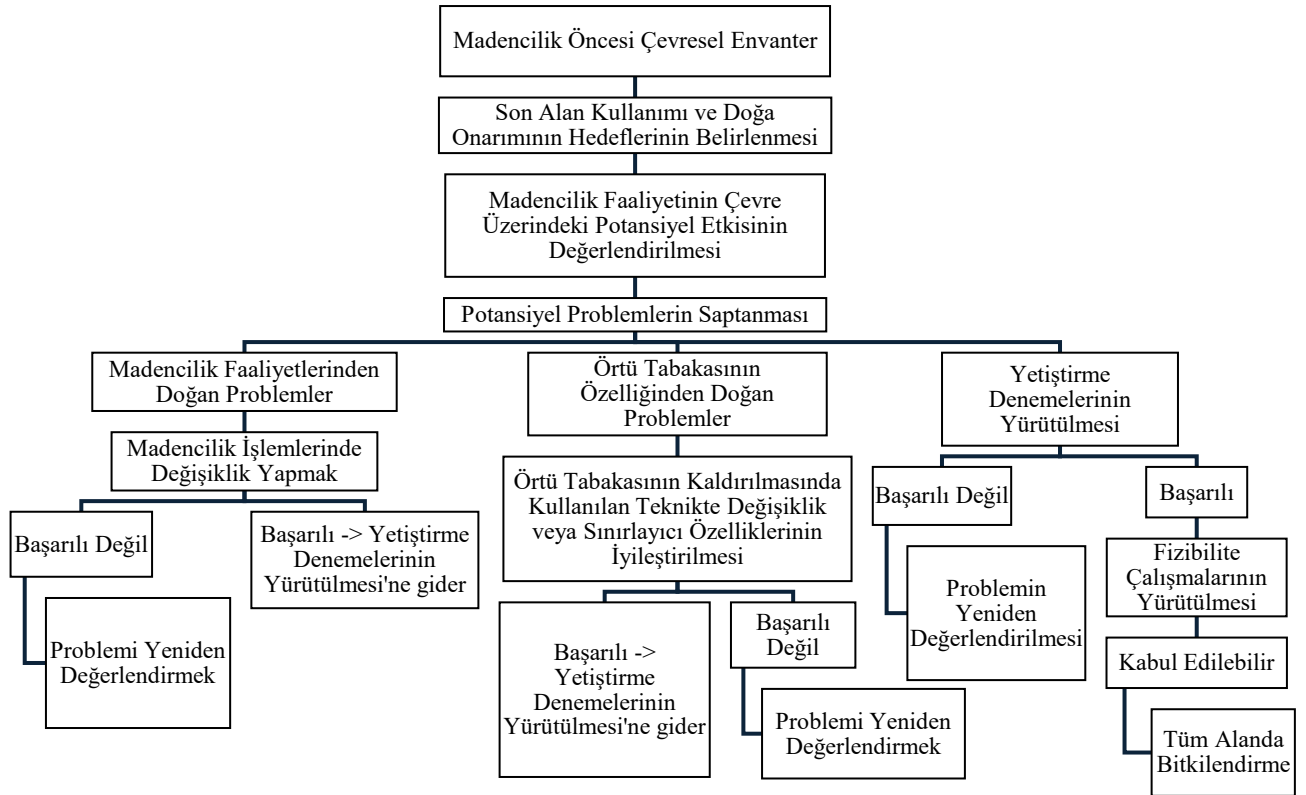 Madencilik Öncesi Çevresel Envanter
Son Alan Kullanımı ve Doğa
Onarımının Hedeflerinin Belirlenmesi
Madencilik Faaliyetinin Çevre
Üzerindeki Potansiyel Etkisinin
Değerlendirilmesi
Potansiyel Problemlerin Saptanması
Madencilik Faaliyetlerinden
Doğan Problemler
Madencilik İşlemlerinde
Değişiklik Yapmak
Başarılı Değil
Problemi Yeniden
Değerlendirmek
Başarılı -> Yetiştirme
Denemelerinin
Yürütülmesi'ne gider
Örtü Tabakasının
Özelliğinden Doğan
Problemler
Örtü Tabakasının Kaldırılmasında
Kullanılan Teknikte Değişiklik
veya Sınırlayıcı Özelliklerinin
İyileştirilmesi
Başarılı ->
Yetiştirme
Denemelerinin
Yürütülmesi'ne gider
Başarılı
Değil
Problemi Yeniden
Değerlendirmek
Yetiştirme
Denemelerinin
Yürütülmesi
Başarılı Değil
Problemin
Yeniden
Değerlendirilmesi
Başarılı
Fizibilite
Çalışmalarının
Yürütülmesi
Kabul Edilebilir
Tüm Alanda
Bitkilendirme